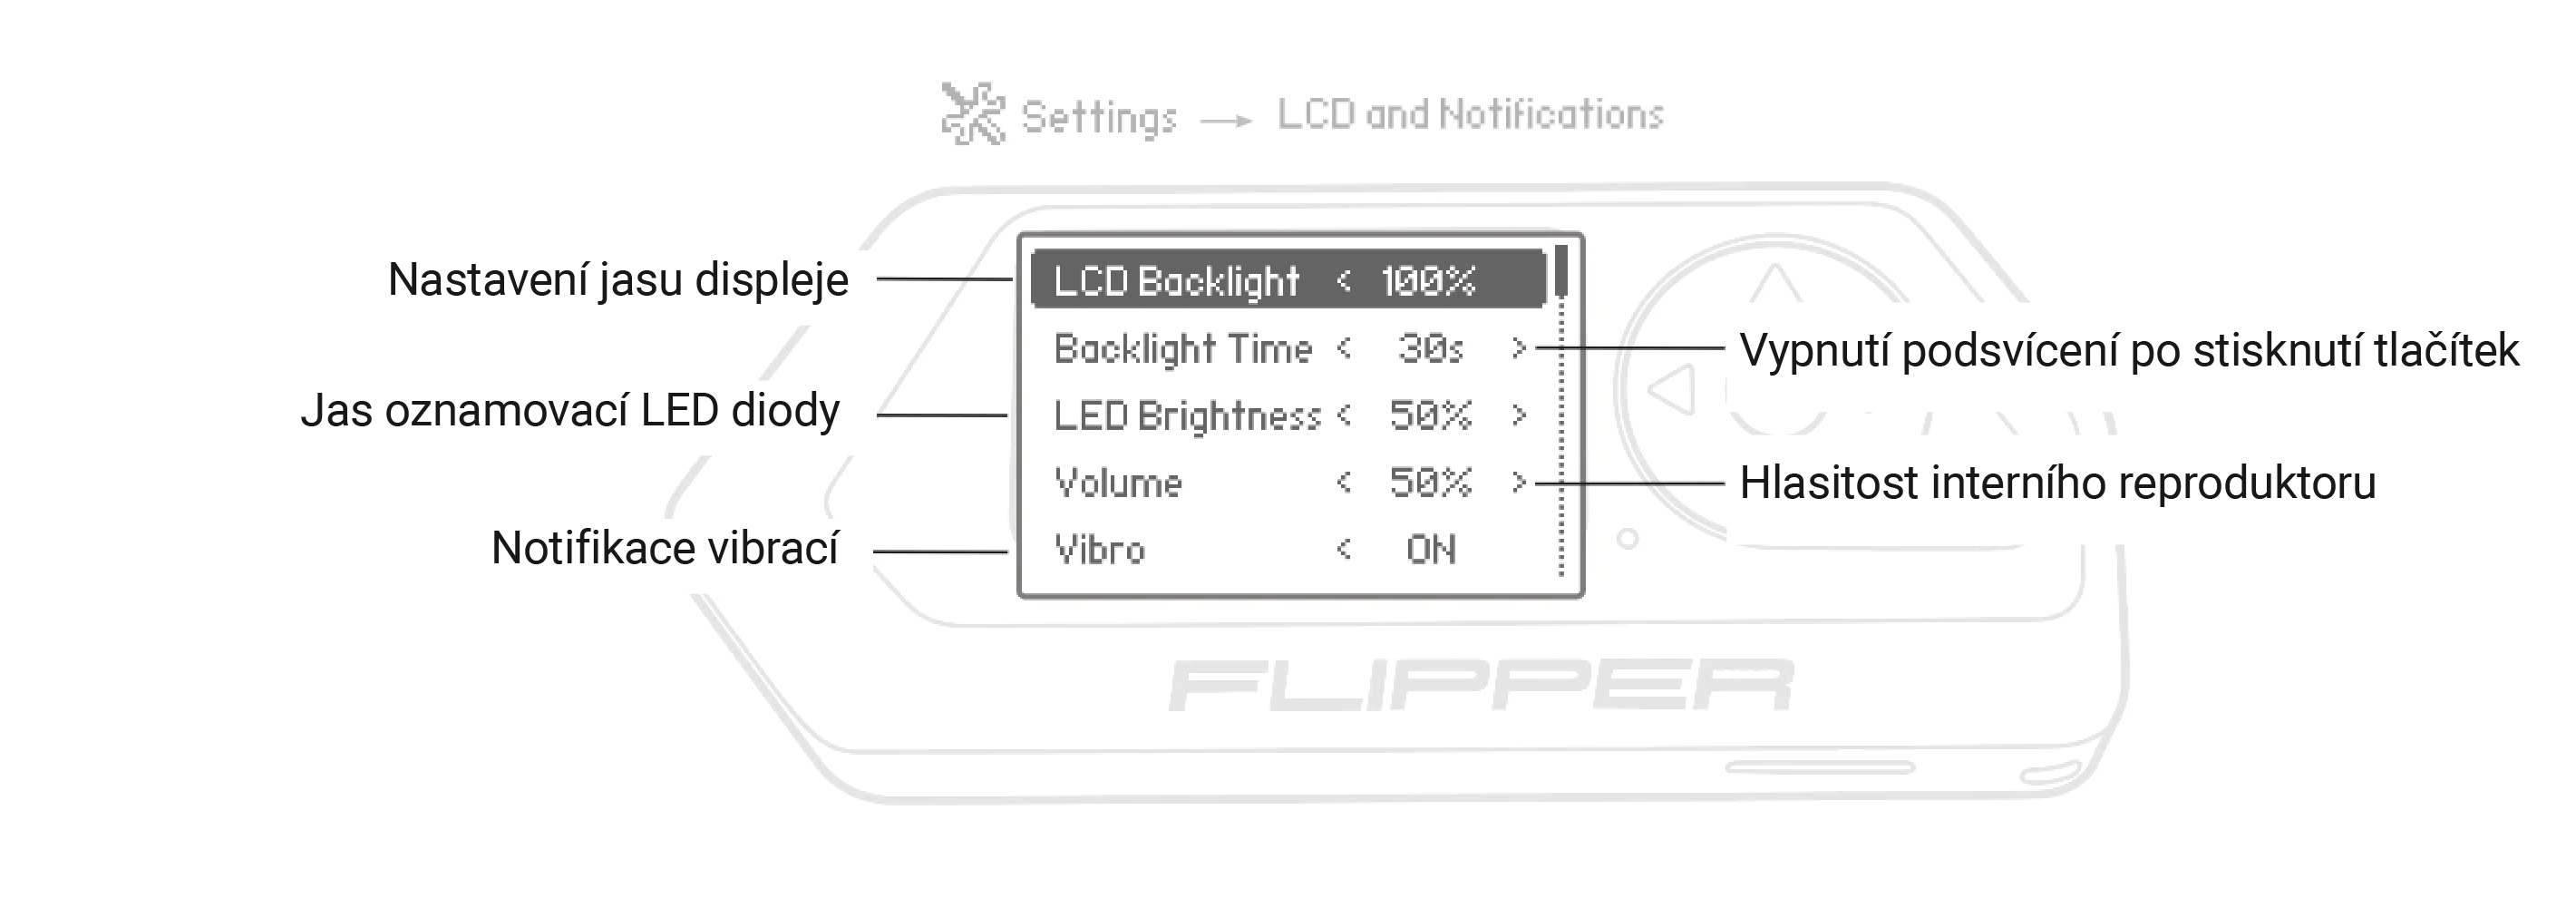 Settings → LCD and Notifications
Nastavení jasu displeje
LCD Backlight < 100%
Backlight Time < 30s >
Vypnutí podsvícení po stisknutí tlačítek
Jas oznamovací LED diody
LED Brightness < 50% >
Volume < 50% >
Hlasitost interního reproduktoru
Notifikace vibrací
Vibro < ON
FLIPPER